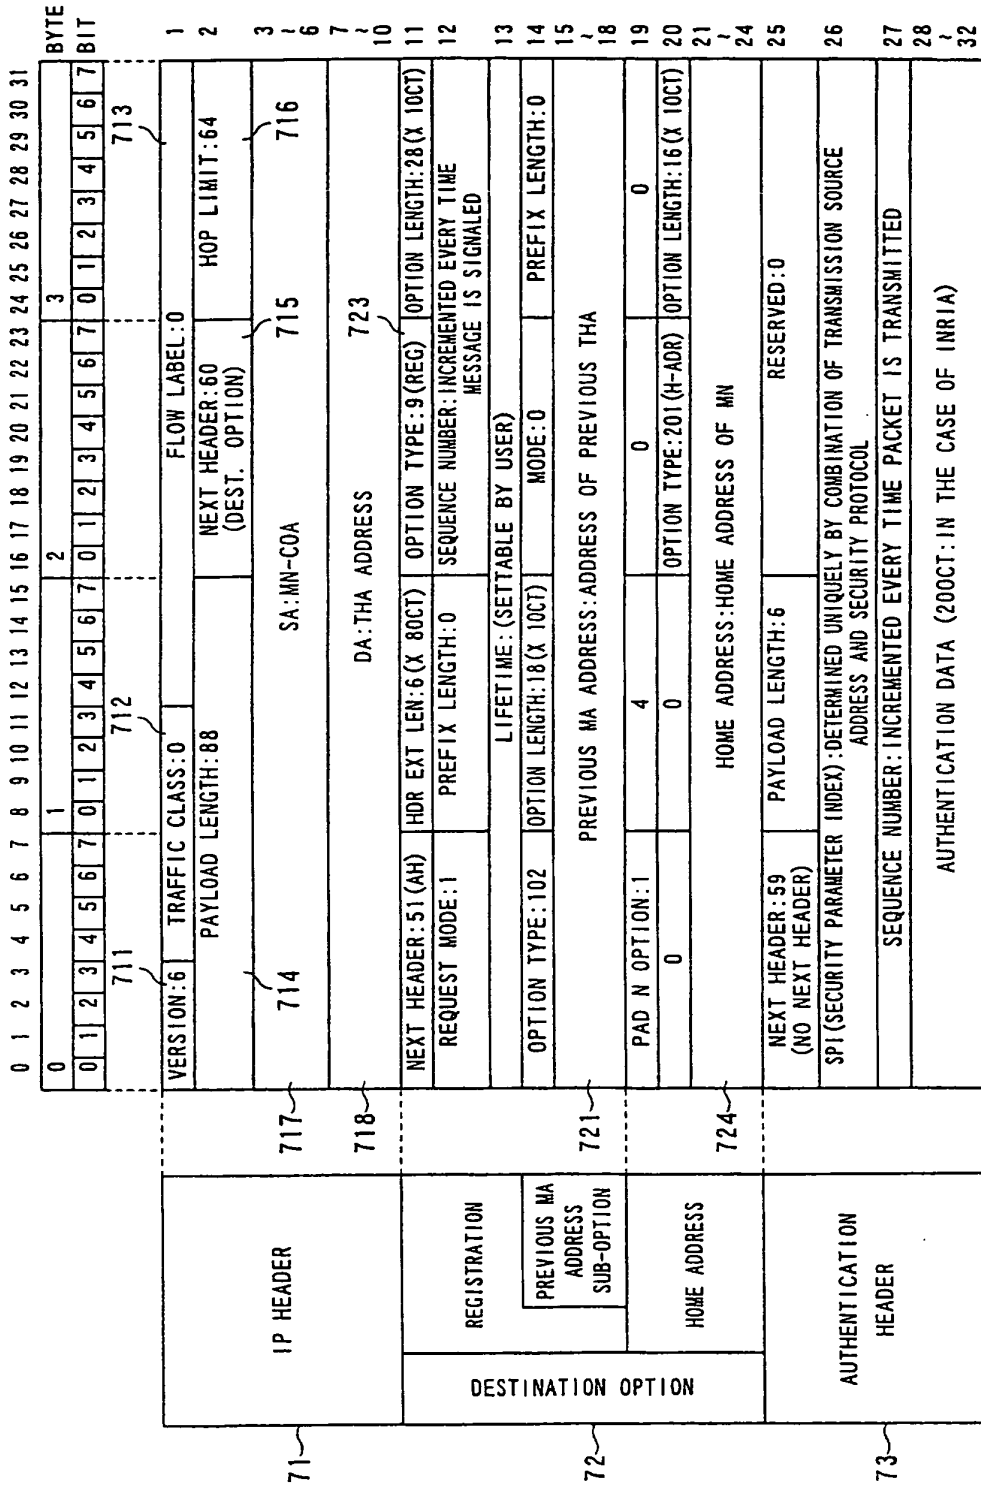 0 1 2 3 4 5 6 7 8 9 10 11 12 13 14 15 16 17 18 19 20 21 22 23 24 25 26 27 28 29 30 31
0 1 2 3 BYTE
0 1 2 3 4 5 6 7 0 1 2 3 4 5 6 7 0 1 2 3 4 5 6 7 0 1 2 3 4 5 6 7 BIT
711 712 713
IP HEADER
71
VERSION:6 TRAFFIC CLASS:0 FLOW LABEL:0 1
PAYLOAD LENGTH:88 NEXT HEADER:60 HOP LIMIT:64 2
(DEST. OPTION)
714 715 716
717 SA:MN-COA 3 ~ 6
718 DA:THA ADDRESS 7 ~ 10
723
DESTINATION OPTION
72
REGISTRATION
NEXT HEADER:51(AH) HDR EXT LEN:6(X 8OCT) OPTION TYPE:9(REG) OPTION LENGTH:28(X 1OCT) 11
REQUEST MODE:1 PREFIX LENGTH:0 SEQUENCE NUMBER:INCREMENTED EVERY TIME 12
MESSAGE IS SIGNALED
LIFETIME:(SETTABLE BY USER) 13
PREVIOUS MA
ADDRESS
SUB-OPTION
OPTION TYPE:102 OPTION LENGTH:18(X 1OCT) MODE:0 PREFIX LENGTH:0 14
721 PREVIOUS MA ADDRESS:ADDRESS OF PREVIOUS THA 15 ~ 18
HOME ADDRESS
PAD N OPTION:1 4 0 0 19
0 0 OPTION TYPE:201(H-ADR) OPTION LENGTH:16(X 1OCT) 20
724 HOME ADDRESS:HOME ADDRESS OF MN 21 ~ 24
AUTHENTICATION
HEADER
73
NEXT HEADER:59 PAYLOAD LENGTH:6 RESERVED:0 25
(NO NEXT HEADER)
SPI(SECURITY PARAMETER INDEX):DETERMINED UNIQUELY BY COMBINATION OF TRANSMISSION SOURCE 26
ADDRESS AND SECURITY PROTOCOL
SEQUENCE NUMBER:INCREMENTED EVERY TIME PACKET IS TRANSMITTED 27
AUTHENTICATION DATA (20OCT:IN THE CASE OF INRIA) 28 ~ 32